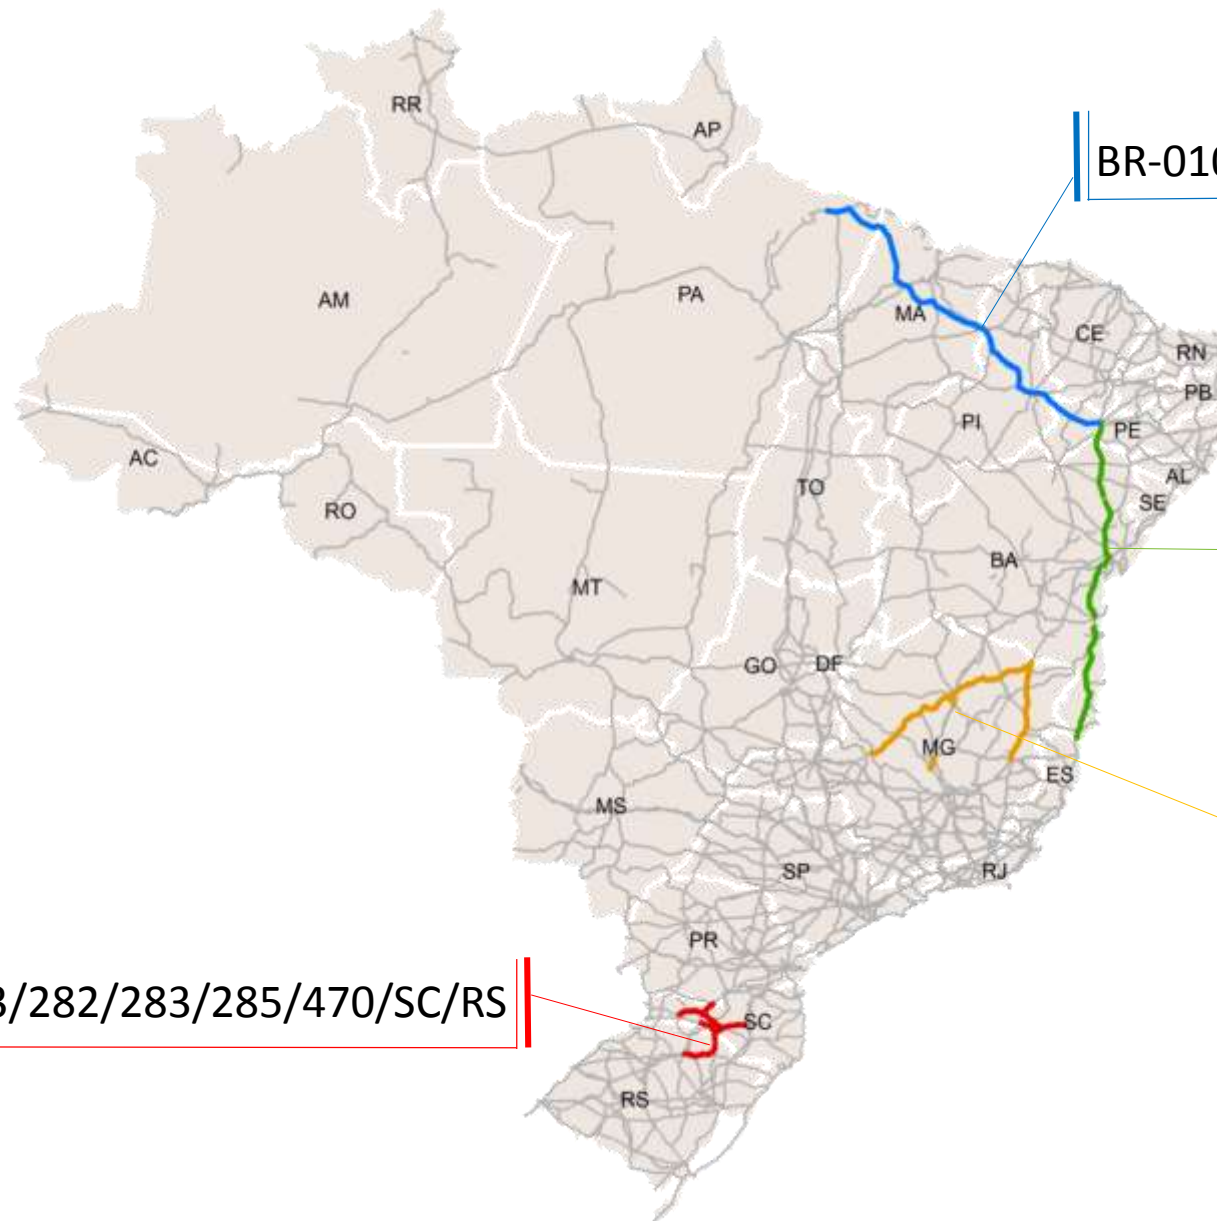 RR
AP
BR-010
AM
PA
MA
CE
RN
PB
PI
PE
AC
TO
AL
RO
SE
BA
MT
GO
DF
MG
ES
MS
SP
RJ
PR
/282/283/285/470/SC/RS
SC
RS